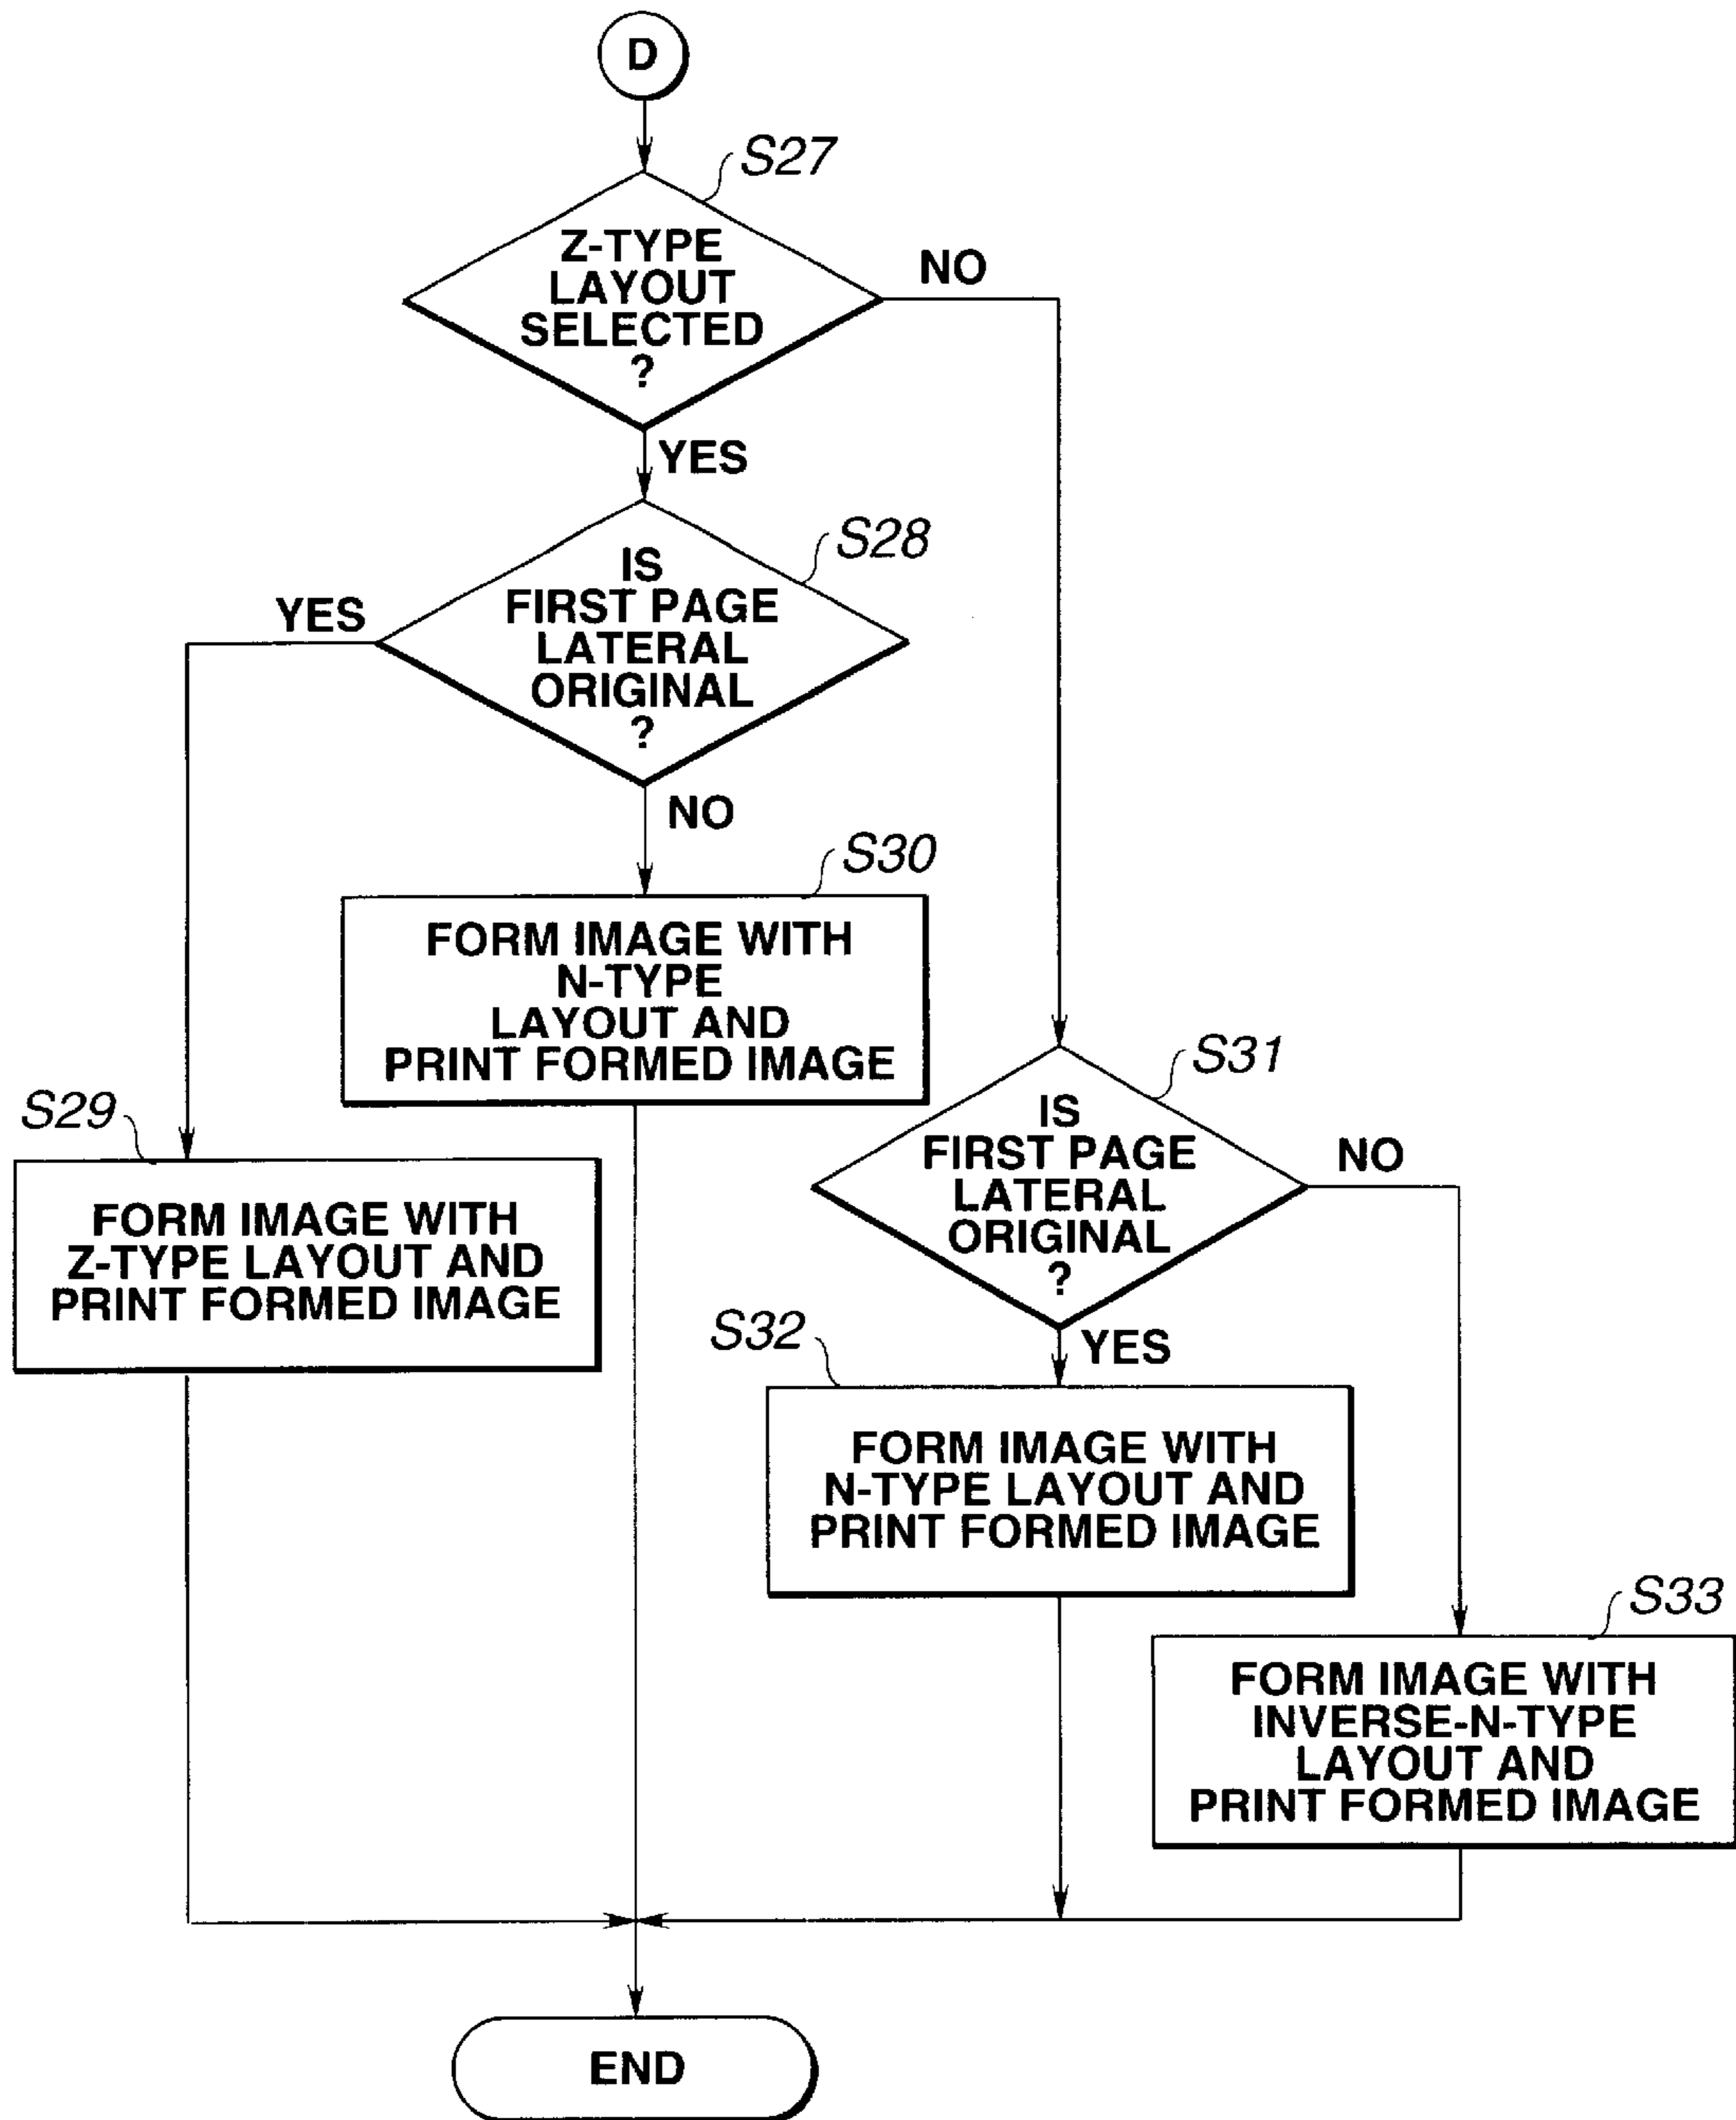 D
S27
Z-TYPE
LAYOUT
SELECTED
?
NO
YES
S28
IS
FIRST PAGE
LATERAL
ORIGINAL
?
YES
NO
S30
FORM IMAGE WITH
N-TYPE
LAYOUT AND
PRINT FORMED IMAGE
S29
FORM IMAGE WITH
Z-TYPE LAYOUT AND
PRINT FORMED IMAGE
S31
IS
FIRST PAGE
LATERAL
ORIGINAL
?
NO
YES
S32
FORM IMAGE WITH
N-TYPE LAYOUT AND
PRINT FORMED IMAGE
S33
FORM IMAGE WITH
INVERSE-N-TYPE
LAYOUT AND
PRINT FORMED IMAGE
END